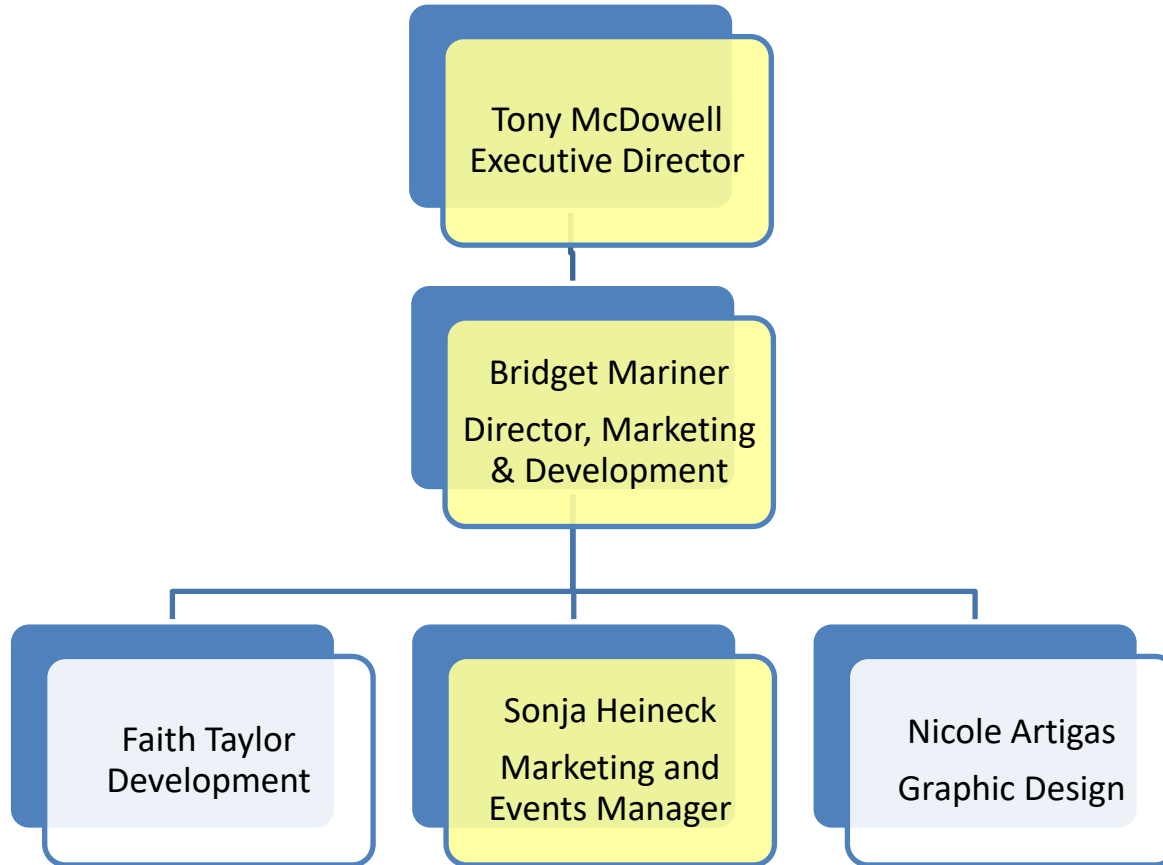 Tony McDowell
Executive Director
Bridget Mariner
Director, Marketing
& Development
Faith Taylor
Development
Sonja Heineck
Marketing and
Events Manager
Nicole Artigas
Graphic Design